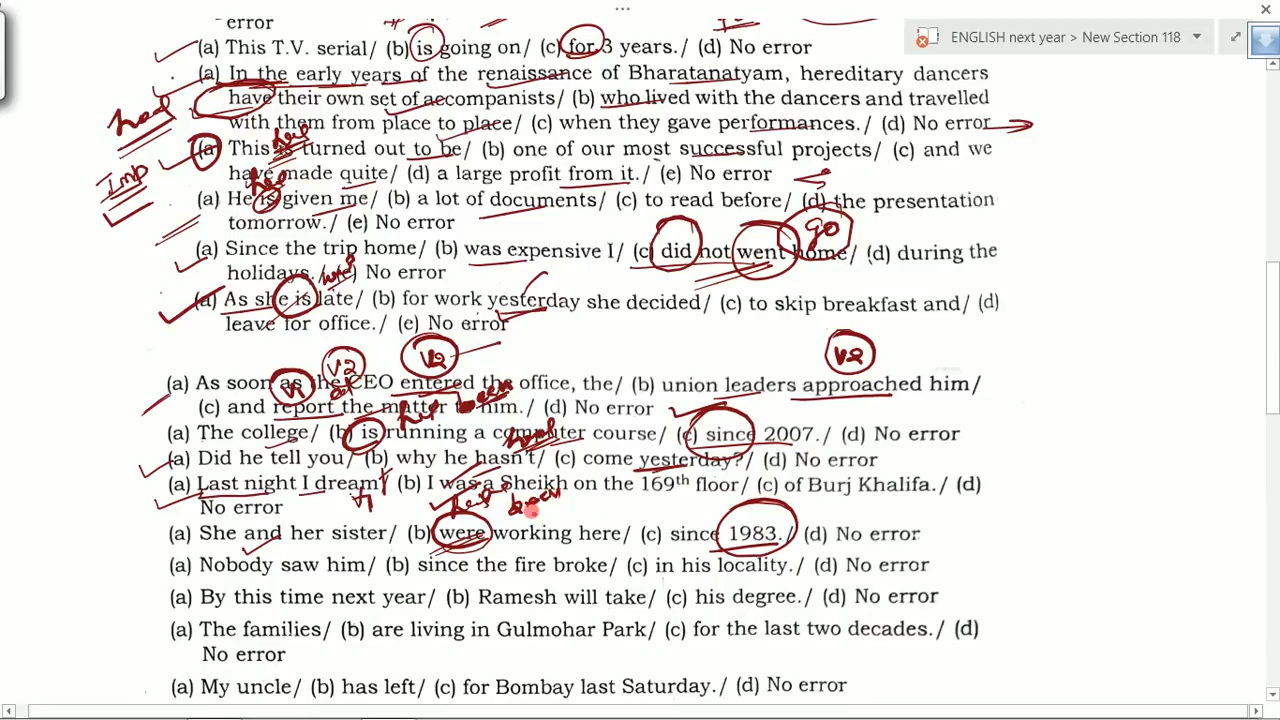 error
(a) This T.V. serial/ (b) is going on/ (c) for 3 years./ (d) No error
ENGLISH next year > New Section 118
(a) In the early years of the renaissance of Bharatanatyam, hereditary dancers
have their own set of accompanists/ (b) who lived with the dancers and travelled
had
with them from place to place/ (c) when they gave performances./ (d) No error
(a) This is turned out to be/ (b) one of our most successful projects/ (c) and we
has
Imp
have made quite/ (d) a large profit from it./ (e) No error
has
(a) He is given me/ (b) a lot of documents/ (c) to read before/ (d) the presentation
tomorrow./ (e) No error
go
(a) Since the trip home/ (b) was expensive I/ (c) did not went home/ (d) during the
holidays./ (e) No error
was
(a) As she is late/ (b) for work yesterday she decided/ (c) to skip breakfast and/ (d)
leave for office./ (e) No error
V2 V2 V2
V1
(a) As soon as the CEO entered the office, the/ (b) union leaders approached him/
ed
(c) and report the matter to him./ (d) No error
has been
(a) The college/ (b) is running a computer course/ (c) since 2007./ (d) No error
had
(a) Did he tell you/ (b) why he hasn't/ (c) come yesterday?/ (d) No error
(a) Last night I dream/ (b) I was a Sheikh on the 169th floor/ (c) of Burj Khalifa./ (d)
t
No error
been
(a) She and her sister/ (b) were working here/ (c) since 1983./ (d) No error
(a) Nobody saw him/ (b) since the fire broke/ (c) in his locality./ (d) No error
(a) By this time next year/ (b) Ramesh will take/ (c) his degree./ (d) No error
(a) The families/ (b) are living in Gulmohar Park/ (c) for the last two decades./ (d)
No error
(a) My uncle/ (b) has left/ (c) for Bombay last Saturday./ (d) No error